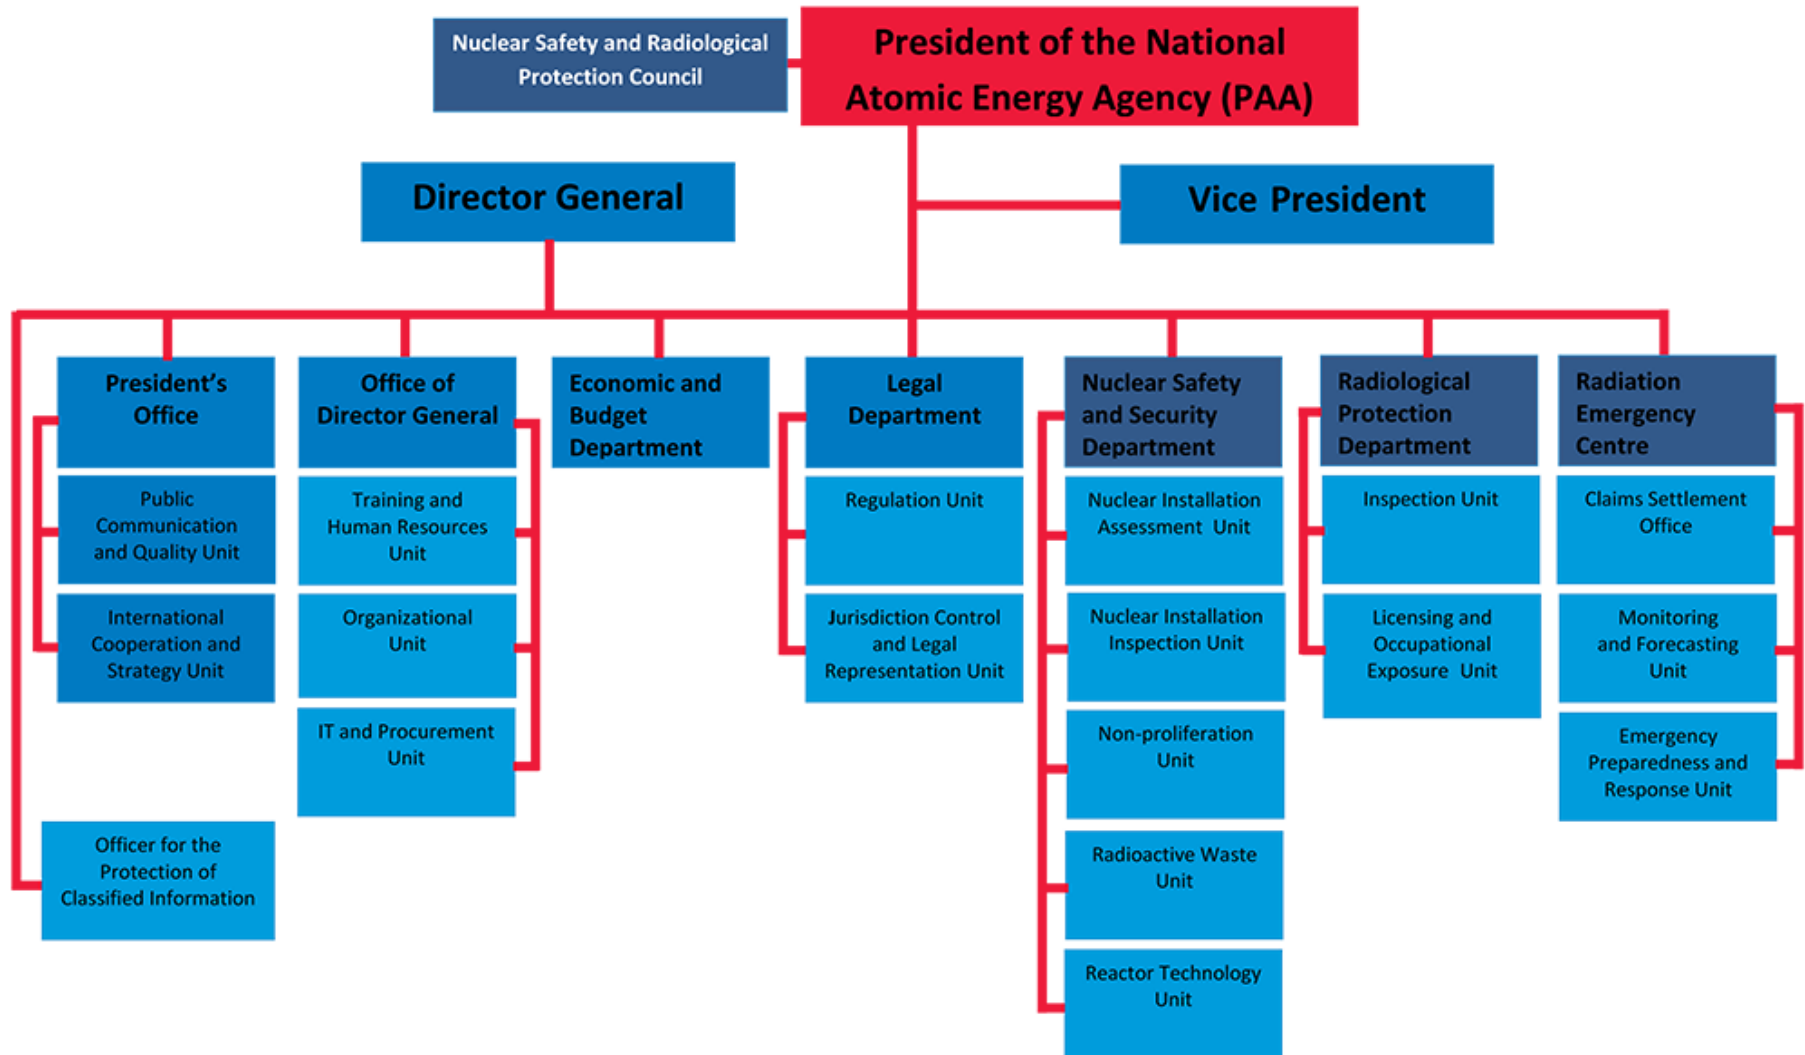 Nuclear Safety and Radiological
Protection Council
President of the National
Atomic Energy Agency (PAA)
Director General
Vice President
President’s
Office
Public
Communication
and Quality Unit
International
Cooperation and
Strategy Unit
Officer for the
Protection of
Classified Information
Office of
Director General
Training and
Human Resources
Unit
Organizational
Unit
IT and Procurement
Unit
Economic and
Budget
Department
Legal
Department
Regulation Unit
Jurisdiction Control
and Legal
Representation Unit
Nuclear Safety
and Security
Department
Nuclear Installation
Assessment Unit
Nuclear Installation
Inspection Unit
Non-proliferation
Unit
Radioactive Waste
Unit
Reactor Technology
Unit
Radiological
Protection
Department
Inspection Unit
Licensing and
Occupational
Exposure Unit
Radiation
Emergency
Centre
Claims Settlement
Office
Monitoring
and Forecasting
Unit
Emergency
Preparedness and
Response Unit